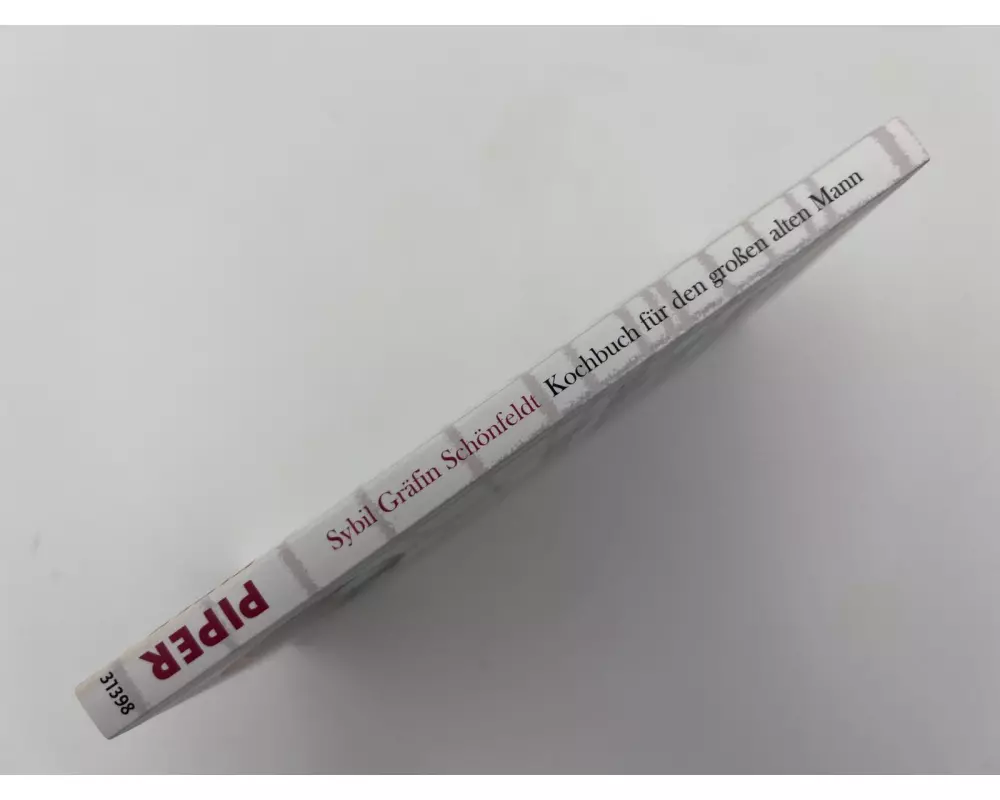 Sybil Gräfin Schönfeldt Kochbuch für den großen alten Mann
PIPER
31398